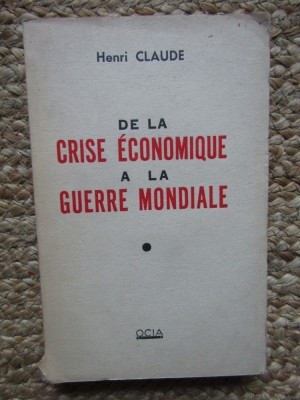 Henri CLAUDE
DE LA
CRISE ÉCONOMIQUE
A LA
GUERRE MONDIALE
OCIA